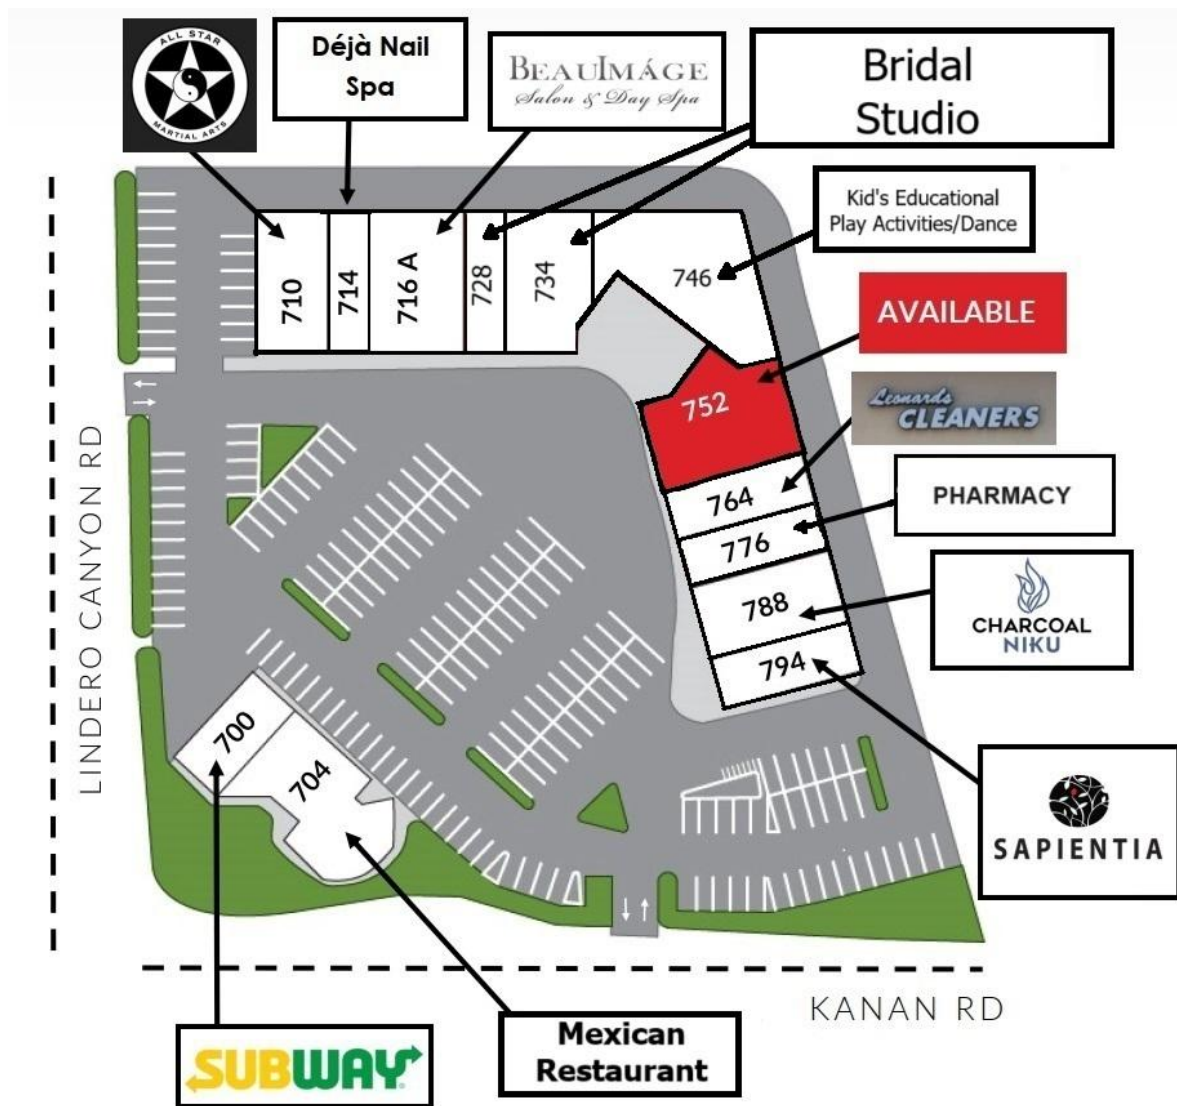 ALL STAR
MARTIAL ARTS
Déjà Nail
Spa
BEAUIMÁGE
Salon & Day Spa
Bridal
Studio
Kid's Educational
Play Activities/Dance
AVAILABLE
Leonards
CLEANERS
PHARMACY
CHARCOAL
NIKU
SAPIENTIA
710
714
716 A
728
734
746
752
764
776
788
794
700
704
LINDERO CANYON RD
KANAN RD
SUBWAY
Mexican
Restaurant